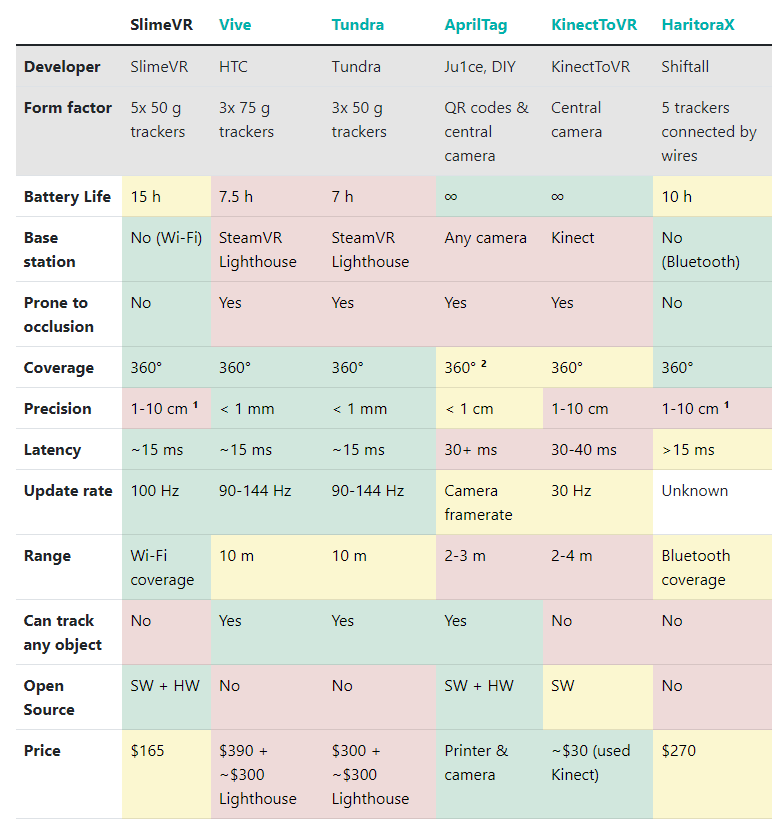 SlimeVR Vive Tundra AprilTag KinectToVR HaritoraX
Developer SlimeVR HTC Tundra Ju1ce, DIY KinectToVR Shiftall
Form factor 5x 50 g 3x 75 g 3x 50 g QR codes & Central 5 trackers
trackers trackers trackers central camera connected by
camera wires
Battery Life 15 h 7.5 h 7 h ∞ ∞ 10 h
Base No (Wi-Fi) SteamVR SteamVR Any camera Kinect No
station Lighthouse Lighthouse (Bluetooth)
Prone to No Yes Yes Yes Yes No
occlusion
Coverage 360° 360° 360° 360° ² 360° 360°
Precision 1-10 cm ¹ < 1 mm < 1 mm < 1 cm 1-10 cm 1-10 cm ¹
Latency ~15 ms ~15 ms ~15 ms 30+ ms 30-40 ms >15 ms
Update rate 100 Hz 90-144 Hz 90-144 Hz Camera 30 Hz Unknown
framerate
Range Wi-Fi 10 m 10 m 2-3 m 2-4 m Bluetooth
coverage coverage
Can track No Yes Yes Yes No No
any object
Open SW + HW No No SW + HW SW No
Source
Price $165 $390 + $300 + Printer & ~$30 (used $270
~$300 ~$300 camera Kinect)
Lighthouse Lighthouse